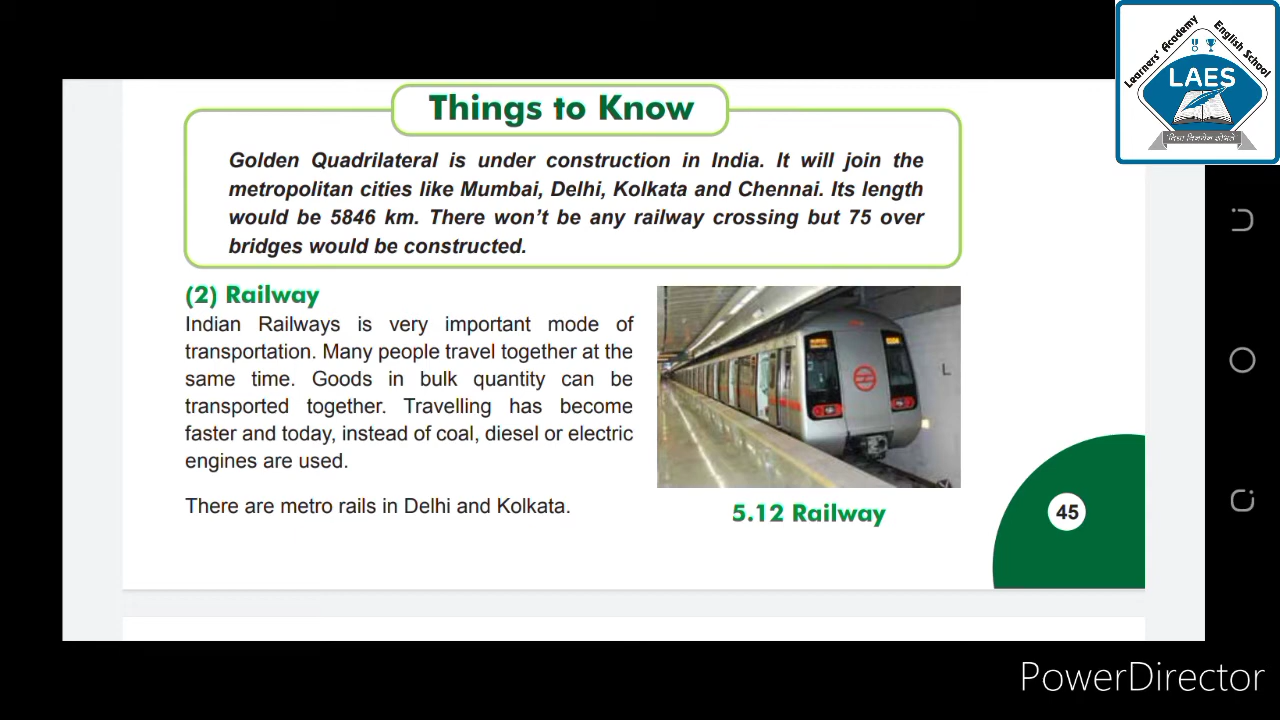 Learners' Academy English School
LAES
Things to Know
Golden Quadrilateral is under construction in India. It will join the
metropolitan cities like Mumbai, Delhi, Kolkata and Chennai. Its length
would be 5846 km. There won't be any railway crossing but 75 over
bridges would be constructed.
(2) Railway
Indian Railways is very important mode of
transportation. Many people travel together at the
same time. Goods in bulk quantity can be
transported together. Travelling has become
faster and today, instead of coal, diesel or electric
engines are used.
There are metro rails in Delhi and Kolkata.
L
5.12 Railway
45
PowerDirector